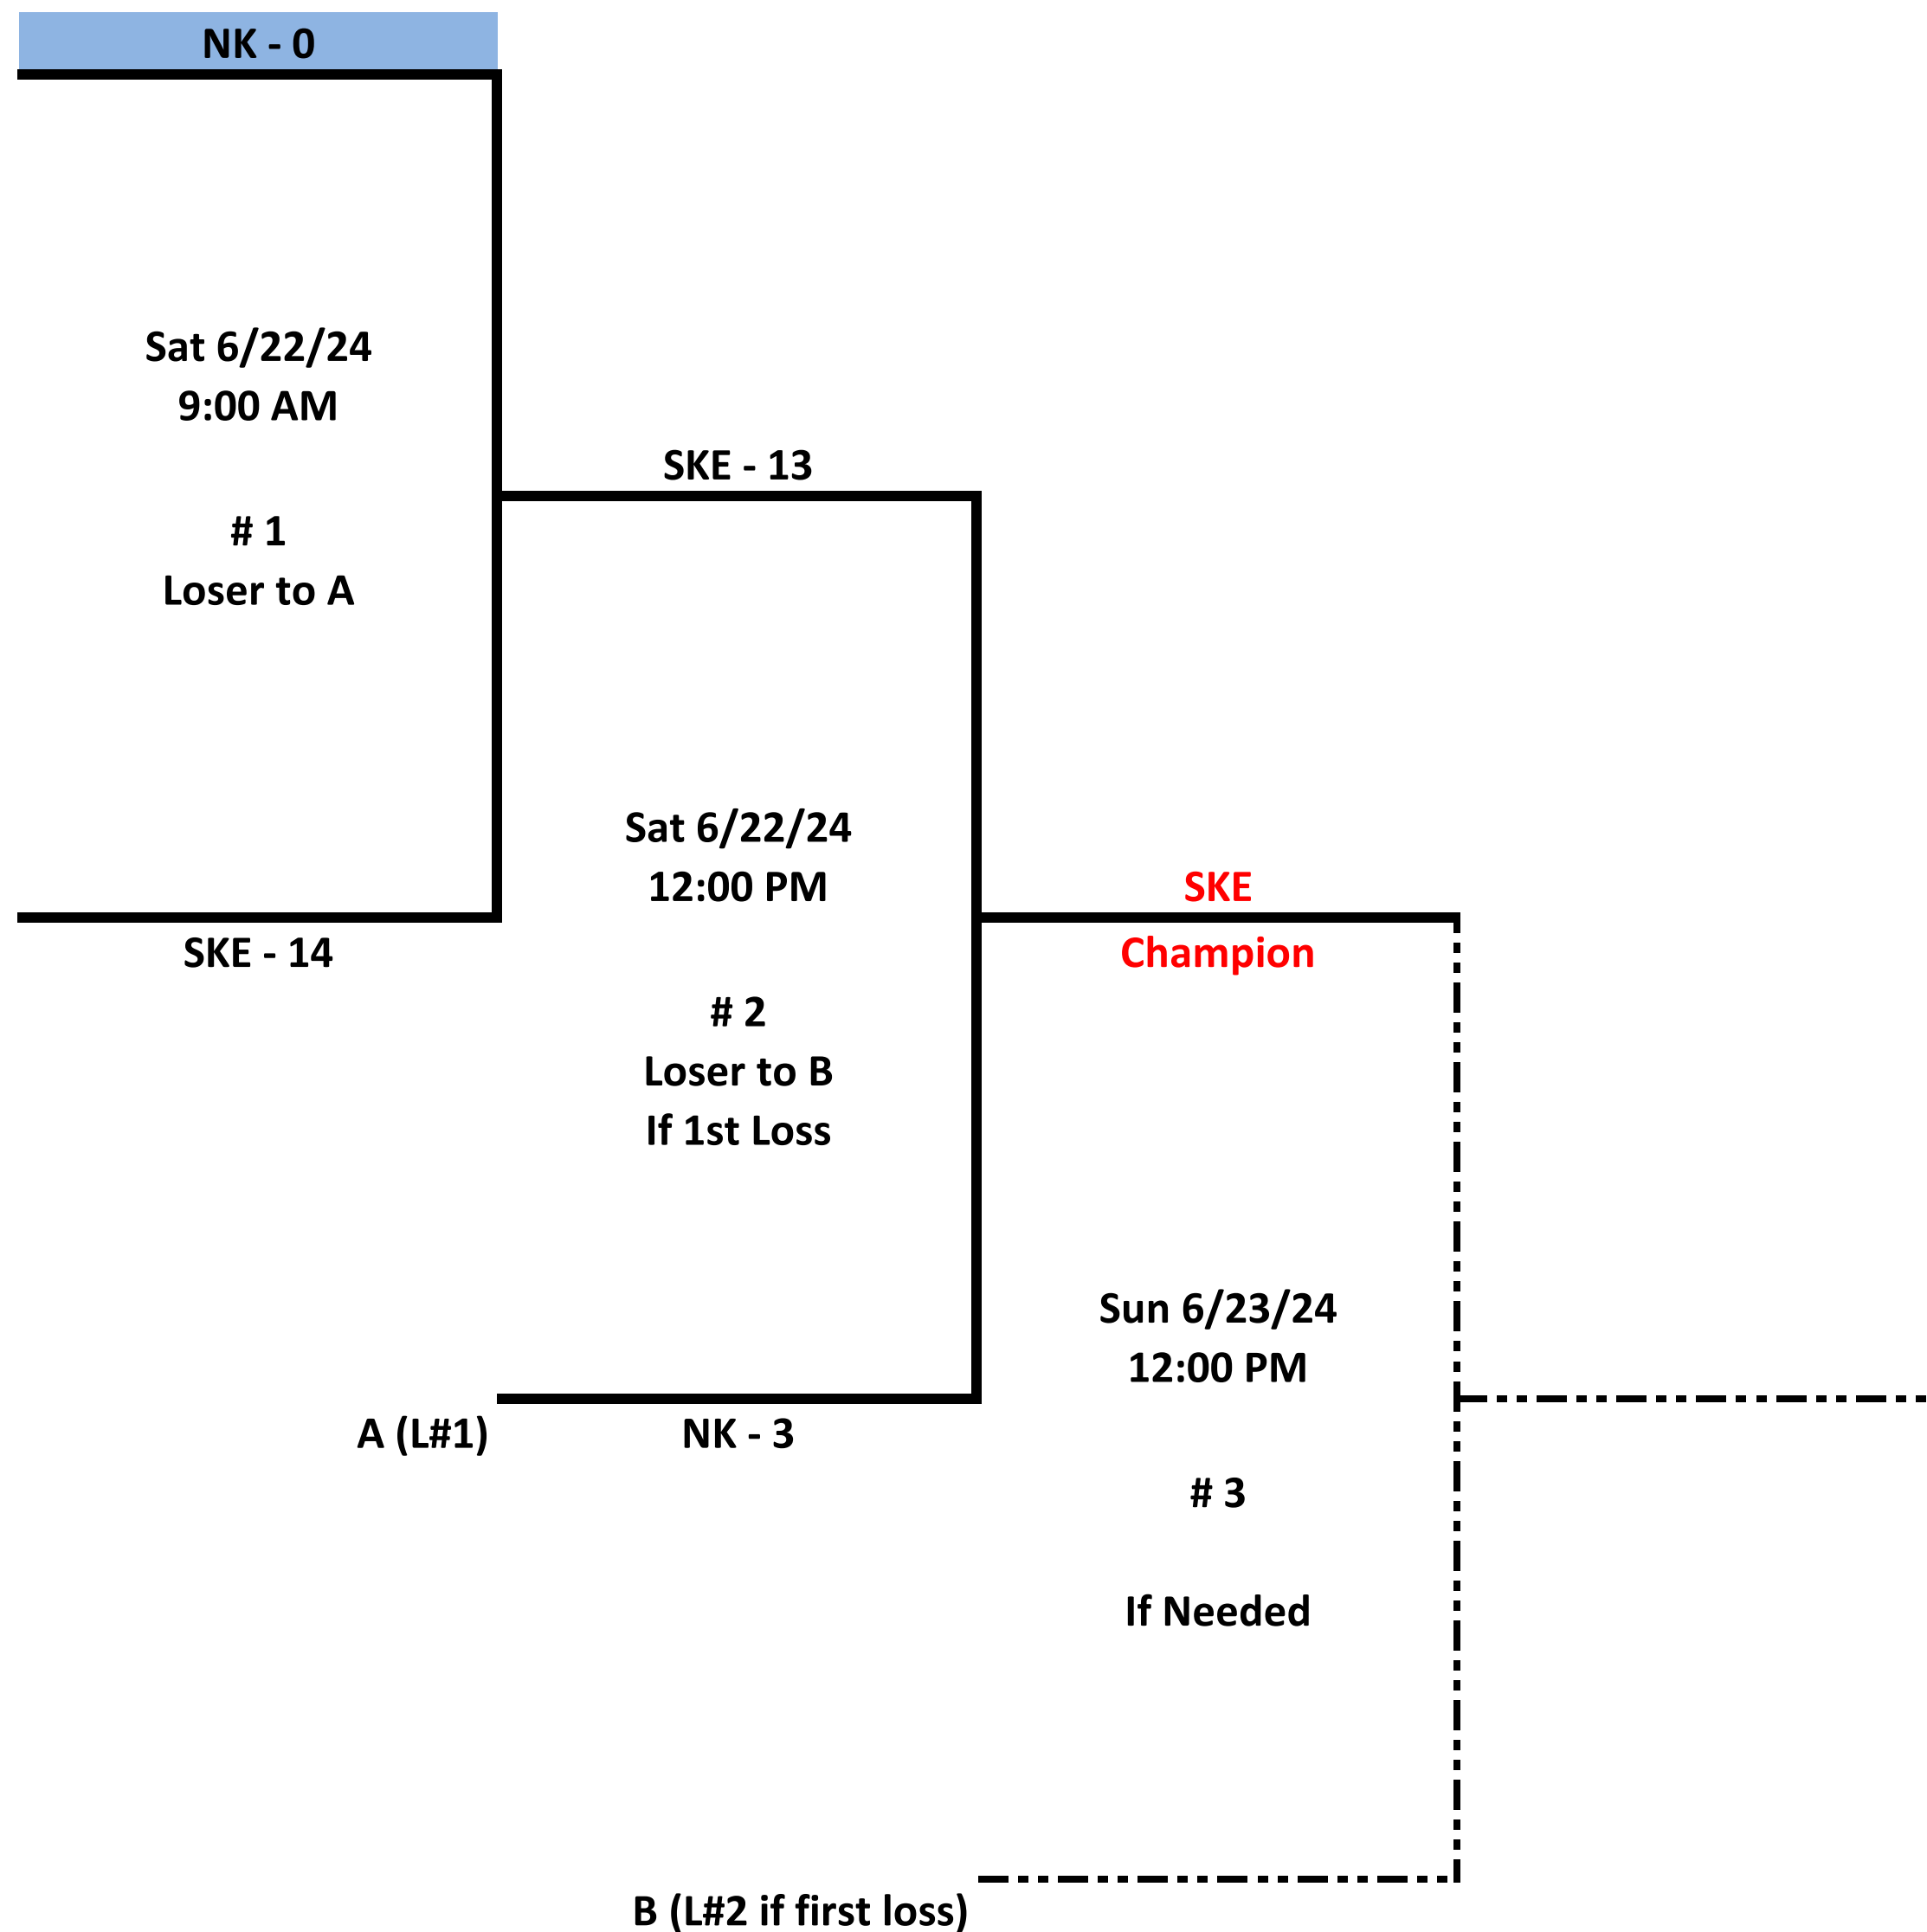 NK - 0
Sat 6/22/24
9:00 AM
# 1
Loser to A
SKE - 14
SKE - 13
Sat 6/22/24
12:00 PM
# 2
Loser to B
If 1st Loss
A (L#1)
NK - 3
SKE
Champion
Sun 6/23/24
12:00 PM
# 3
If Needed
B (L#2 if first loss)